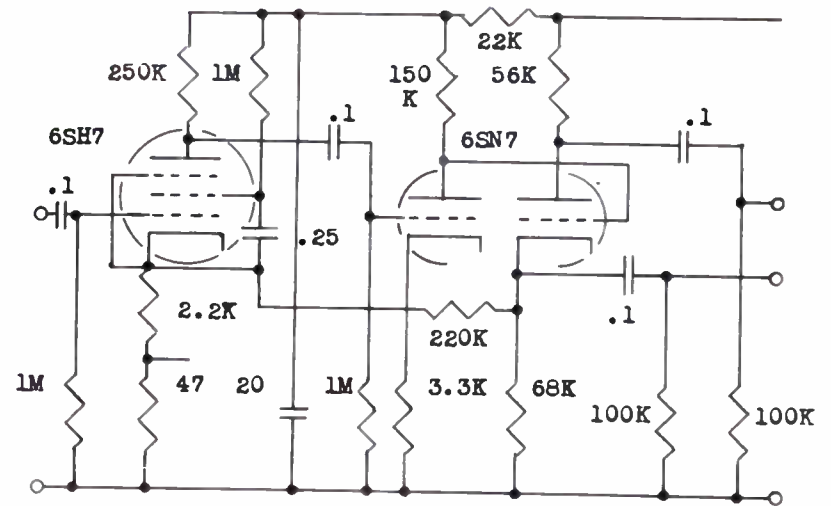 22K
250K
1M
150
K
56K
6SH7
.1
6SN7
.1
.1
.25
2.2K
220K
.1
1M
47
20
1M
3.3K
68K
100K
100K